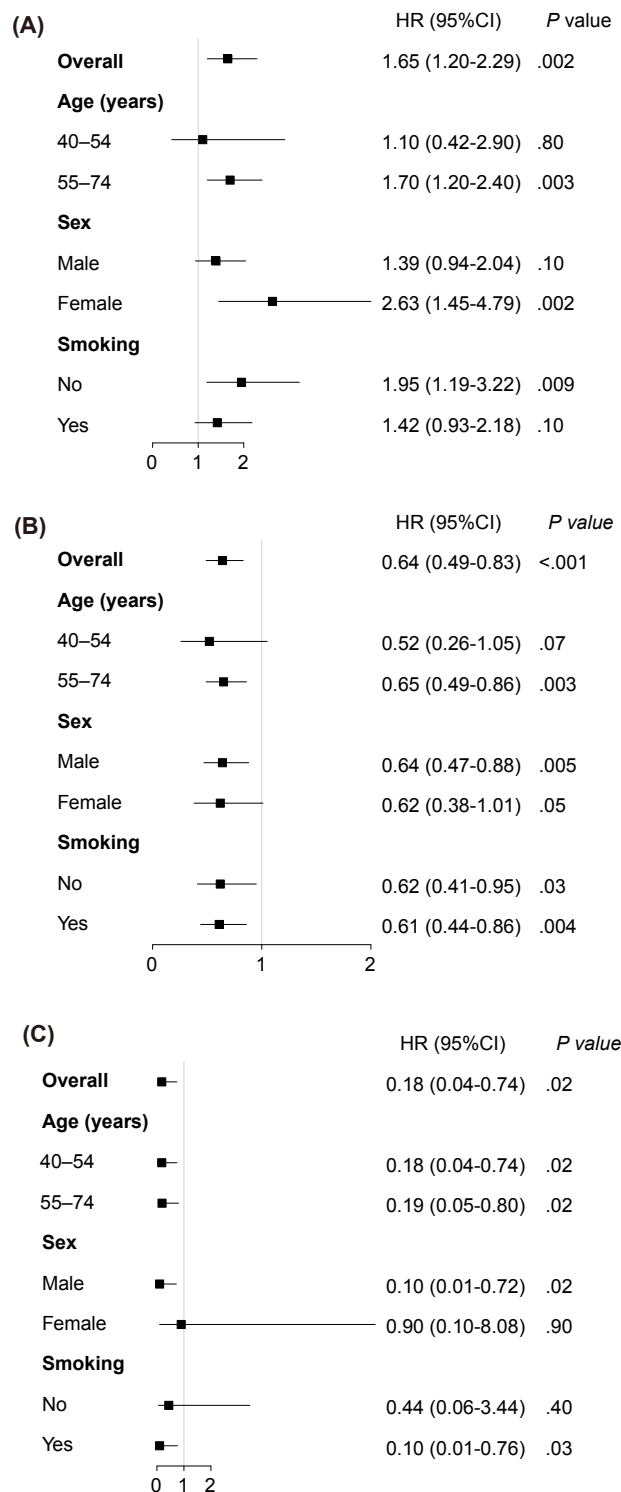 (A)
HR (95%CI) P value
Overall 1.65 (1.20-2.29) .002
Age (years)
40–54 1.10 (0.42-2.90) .80
55–74 1.70 (1.20-2.40) .003
Sex
Male 1.39 (0.94-2.04) .10
Female 2.63 (1.45-4.79) .002
Smoking
No 1.95 (1.19-3.22) .009
Yes 1.42 (0.93-2.18) .10
0 1 2
(B)
HR (95%CI) P value
Overall 0.64 (0.49-0.83) <.001
Age (years)
40–54 0.52 (0.26-1.05) .07
55–74 0.65 (0.49-0.86) .003
Sex
Male 0.64 (0.47-0.88) .005
Female 0.62 (0.38-1.01) .05
Smoking
No 0.62 (0.41-0.95) .03
Yes 0.61 (0.44-0.86) .004
0 1 2
(C)
HR (95%CI) P value
Overall 0.18 (0.04-0.74) .02
Age (years)
40–54 0.18 (0.04-0.74) .02
55–74 0.19 (0.05-0.80) .02
Sex
Male 0.10 (0.01-0.72) .02
Female 0.90 (0.10-8.08) .90
Smoking
No 0.44 (0.06-3.44) .40
Yes 0.10 (0.01-0.76) .03
0 1 2